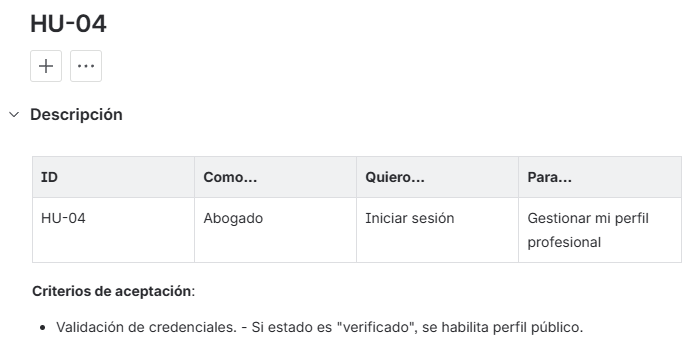 HU-04
Descripción
ID Como... Quiero... Para...
HU-04 Abogado Iniciar sesión Gestionar mi perfil
profesional
Criterios de aceptación:
• Validación de credenciales. - Si estado es "verificado", se habilita perfil público.